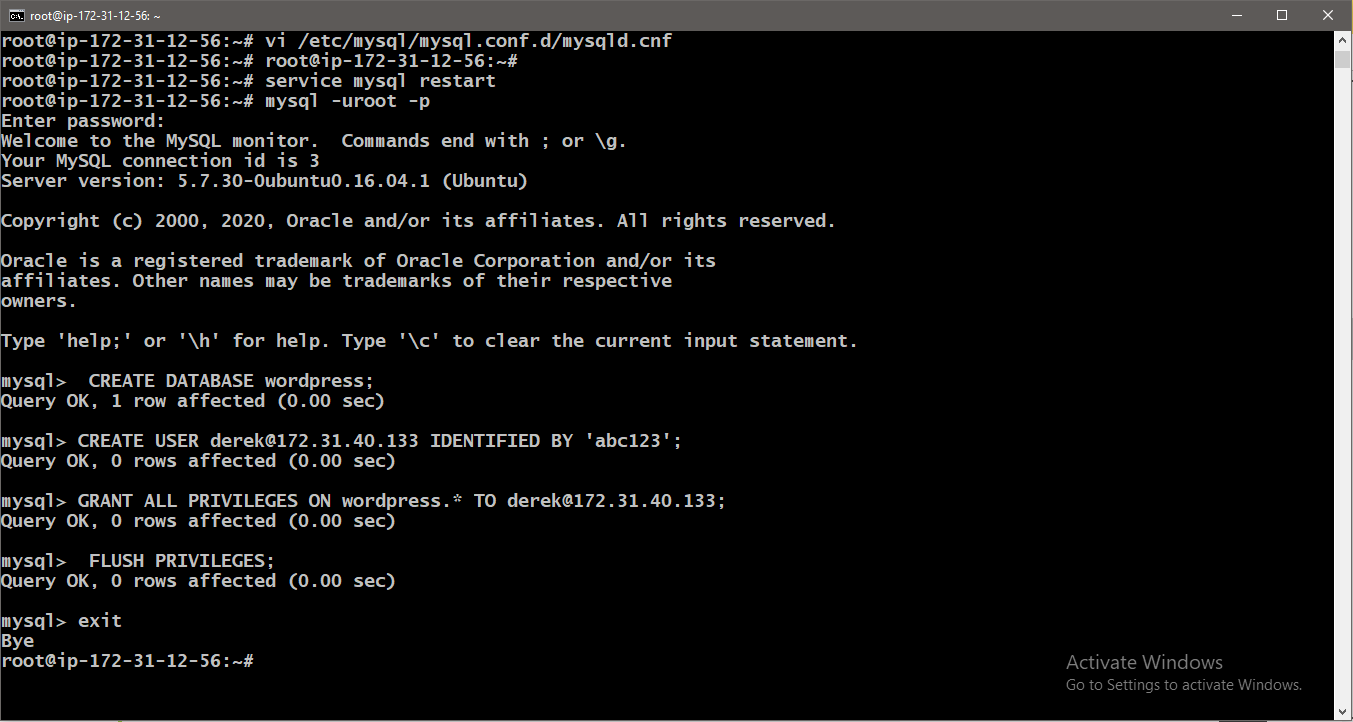 root@ip-172-31-12-56: ~
root@ip-172-31-12-56:~# vi /etc/mysql/mysql.conf.d/mysqld.cnf
root@ip-172-31-12-56:~# root@ip-172-31-12-56:~#
root@ip-172-31-12-56:~# service mysql restart
root@ip-172-31-12-56:~# mysql -uroot -p
Enter password:
Welcome to the MySQL monitor.  Commands end with ; or \g.
Your MySQL connection id is 3
Server version: 5.7.30-0ubuntu0.16.04.1 (Ubuntu)
Copyright (c) 2000, 2020, Oracle and/or its affiliates. All rights reserved.
Oracle is a registered trademark of Oracle Corporation and/or its
affiliates. Other names may be trademarks of their respective
owners.
Type 'help;' or '\h' for help. Type '\c' to clear the current input statement.
mysql>  CREATE DATABASE wordpress;
Query OK, 1 row affected (0.00 sec)
mysql> CREATE USER derek@172.31.40.133 IDENTIFIED BY 'abc123';
Query OK, 0 rows affected (0.00 sec)
mysql> GRANT ALL PRIVILEGES ON wordpress.* TO derek@172.31.40.133;
Query OK, 0 rows affected (0.00 sec)
mysql>  FLUSH PRIVILEGES;
Query OK, 0 rows affected (0.00 sec)
mysql> exit
Bye
root@ip-172-31-12-56:~#
Activate Windows
Go to Settings to activate Windows.